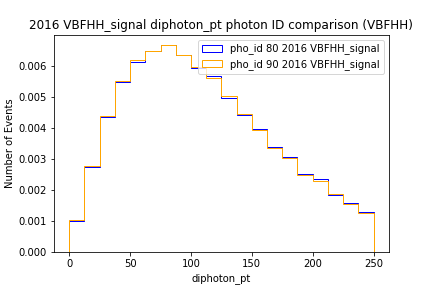 2016 VBFHH_signal diphoton_pt photon ID comparison (VBFHH)
pho_id 80 2016 VBFHH_signal
pho_id 90 2016 VBFHH_signal
Number of Events
0.006
0.005
0.004
0.003
0.002
0.001
0.000
0 50 100 150 200 250
diphoton_pt